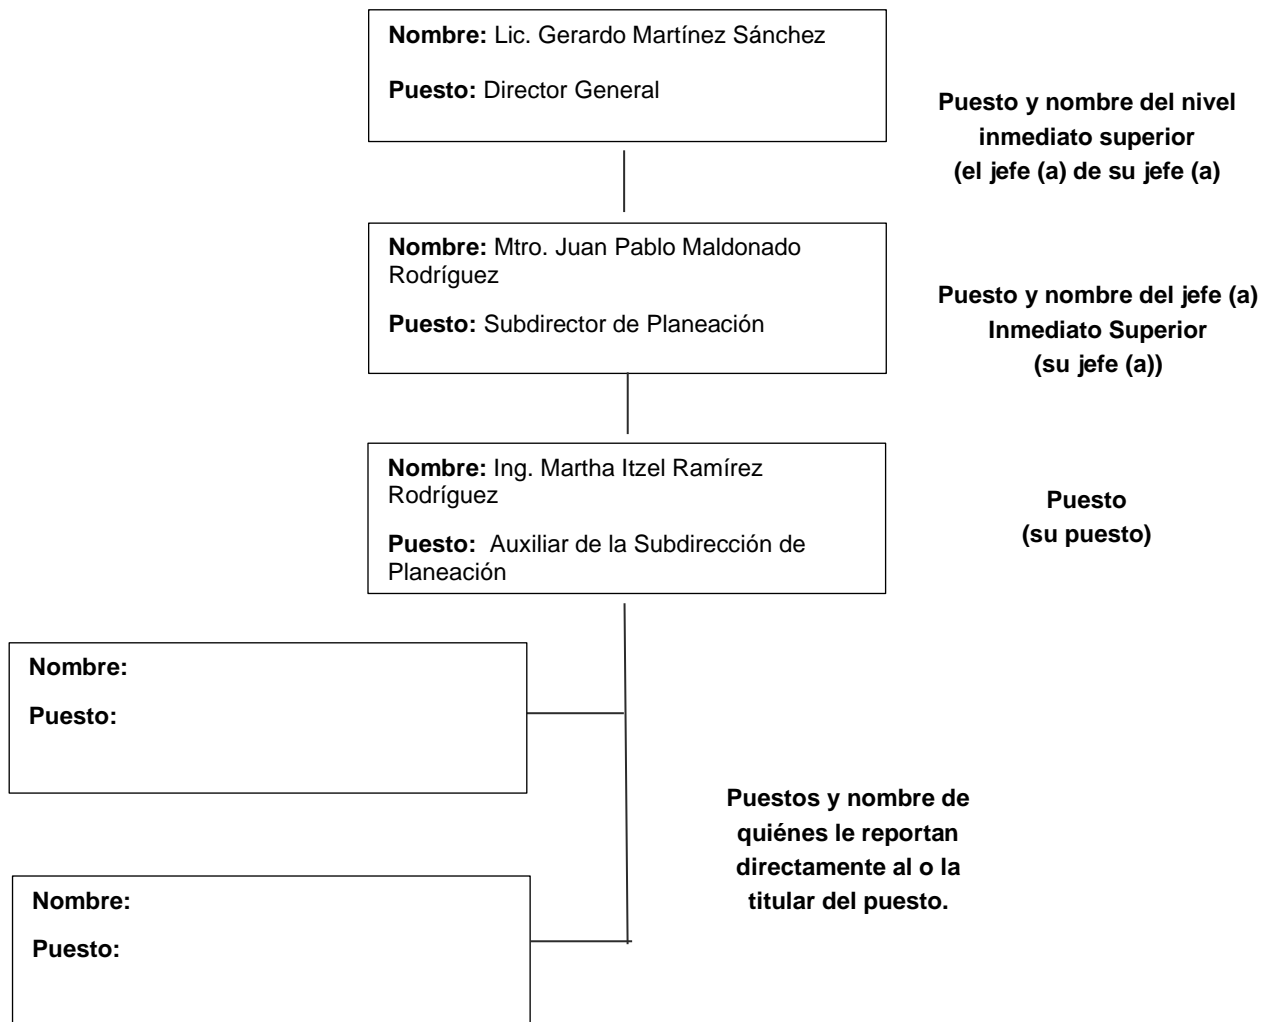 Nombre: Lic. Gerardo Martínez Sánchez
Puesto: Director General
Puesto y nombre del nivel
inmediato superior
(el jefe (a) de su jefe (a)
Nombre: Mtro. Juan Pablo Maldonado
Rodríguez
Puesto: Subdirector de Planeación
Puesto y nombre del jefe (a)
Inmediato Superior
(su jefe (a))
Nombre: Ing. Martha Itzel Ramírez
Rodríguez
Puesto:  Auxiliar de la Subdirección de
Planeación
Puesto
(su puesto)
Nombre:
Puesto:
Puestos y nombre de
quiénes le reportan
directamente al o la
titular del puesto.
Nombre:
Puesto: